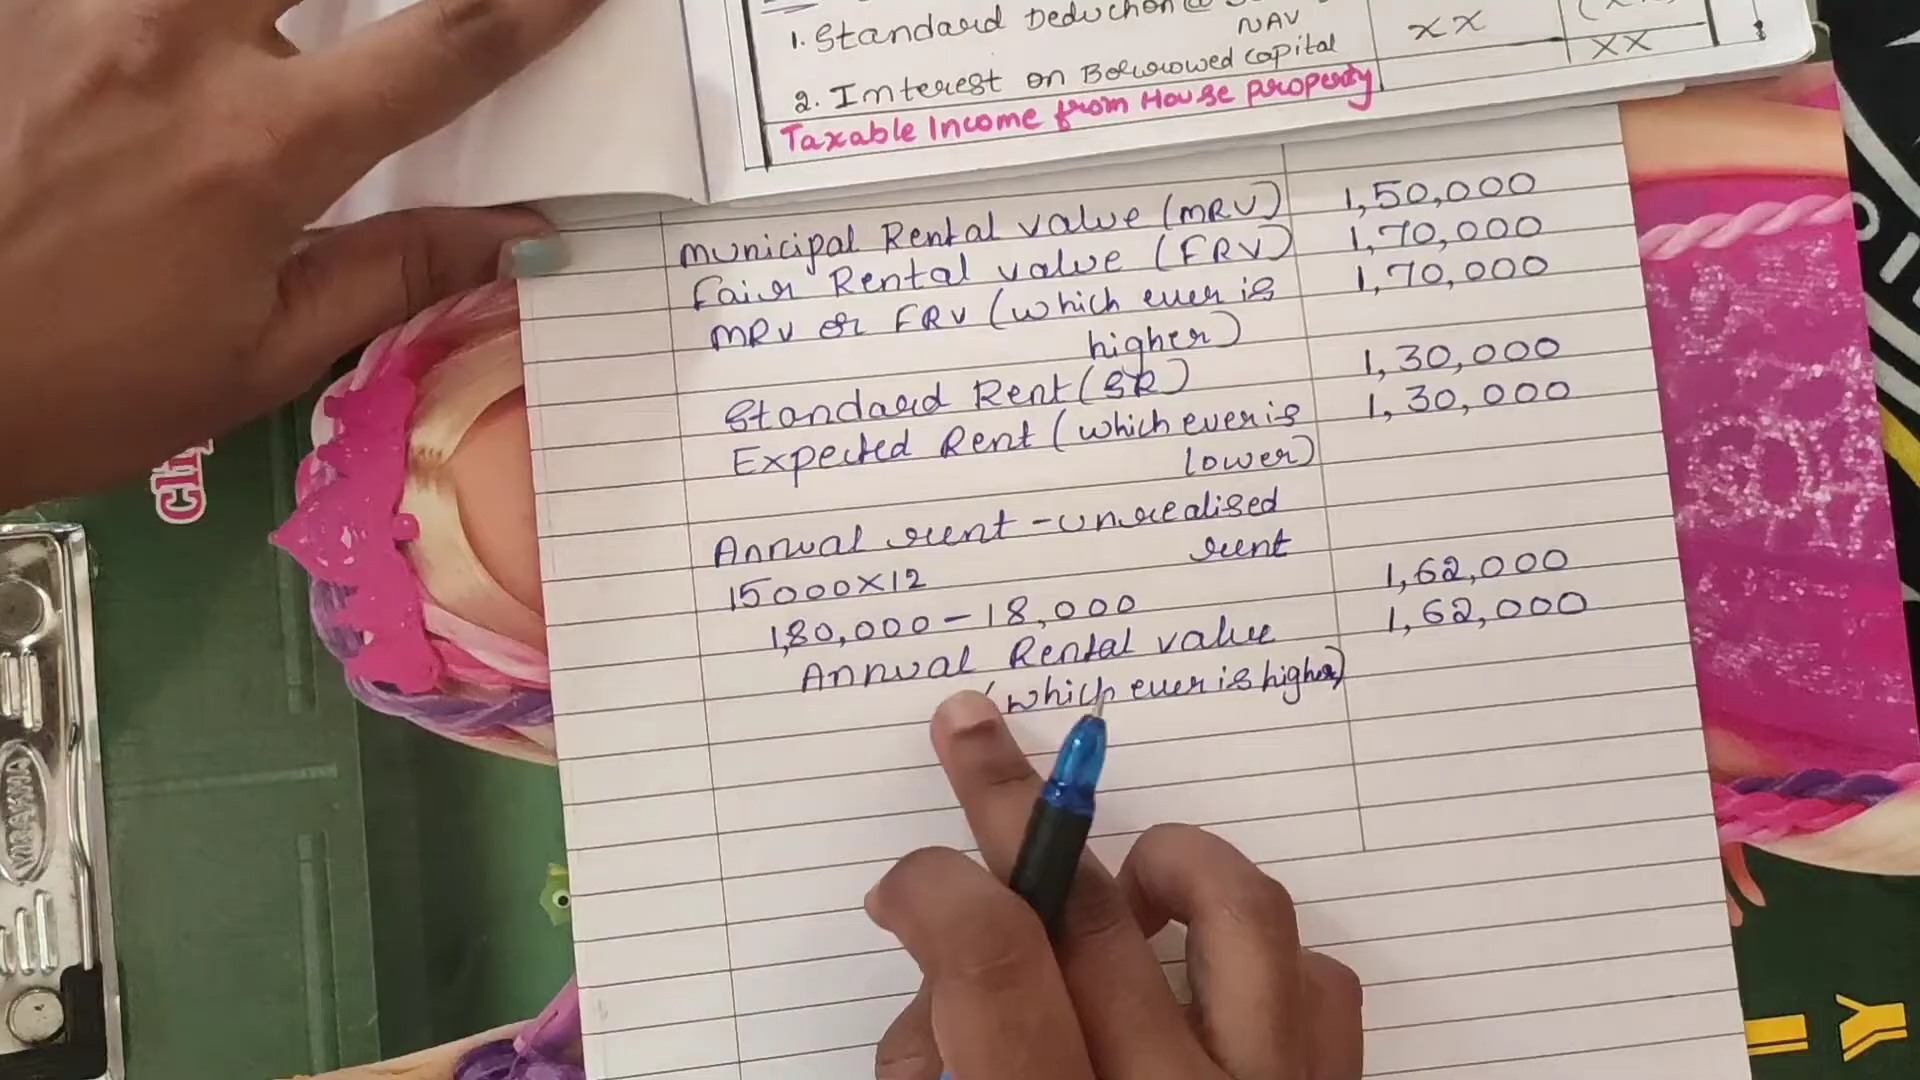 1. Standard Deduction @
NAV
2. Interest on Borrowed capital
XX
XX
Taxable Income from House property
Municipal Rental value (MRV) 1,50,000
Fair Rental value (FRV) 1,70,000
MRV or FRV (which ever is 1,70,000
higher)
Standard Rent (SR) 1,30,000
Expected Rent (which ever is 1,30,000
lower)
Annual rent - unrealised
rent
15000X12
1,80,000 - 18,000 1,62,000
Annual Rental value 1,62,000
(which ever is higher)